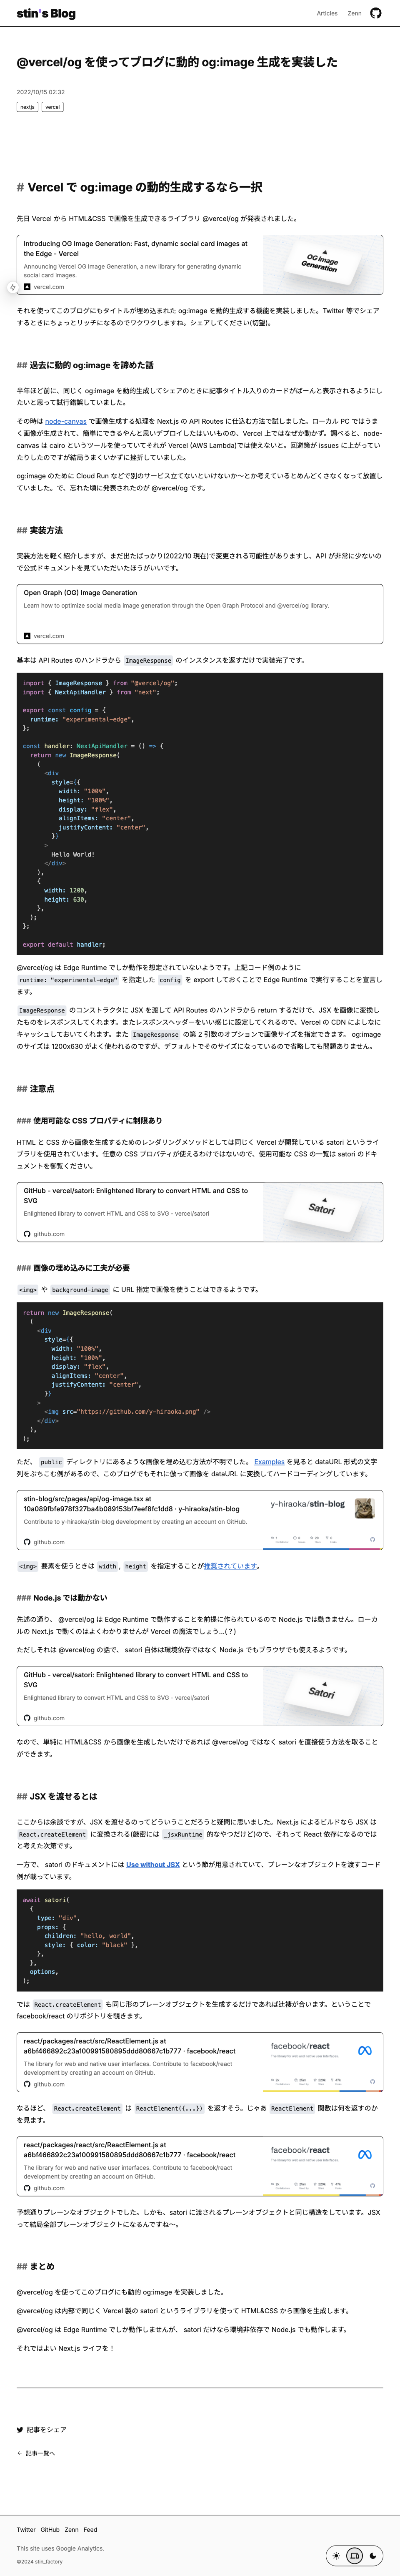 stin's Blog
Articles Zenn
@vercel/og を使ってブログに動的 og:image 生成を実装した
2022/10/15 02:32
nextjs vercel
# Vercel で og:image の動的生成するなら一択
先日 Vercel から HTML&CSS で画像を生成できるライブラリ @vercel/og が発表されました。
Introducing OG Image Generation: Fast, dynamic social card images at
the Edge - Vercel
Announcing Vercel OG Image Generation, a new library for generating dynamic
social card images.
vercel.com
OG Image
Generation
それを使ってこのブログにもタイトルが埋め込まれた og:image を動的生成する機能を実装しました。Twitter 等でシェア
するときにちょっとリッチになるのでワクワクしますね。シェアしてください(切望)。
## 過去に動的 og:image を諦めた話
半年ほど前に、同じく og:image を動的生成してシェアのときに記事タイトル入りのカードがばーんと表示されるようにし
たいと思って試行錯誤していました。
その時は node-canvas で画像生成する処理を Next.js の API Routes に仕込む方法で試しました。ローカル PC ではうま
く画像が生成されて、簡単にできるやんと思いデプロイしたはいいものの、Vercel 上ではなぜか動かず。調べると、node-
canvas は cairo というツールを使っていてそれが Vercel (AWS Lambda)では使えないと。回避策が issues に上がってい
たりしたのですが結局うまくいかずに挫折していました。
og:image のために Cloud Run などで別のサービス立てないといけないか〜とか考えているとめんどくさくなって放置し
ていました。で、忘れた頃に発表されたのが @vercel/og です。
## 実装方法
実装方法を軽く紹介しますが、まだ出たばっかり(2022/10 現在)で変更される可能性がありますし、API が非常に少ないの
で公式ドキュメントを見ていただいたほうがいいです。
Open Graph (OG) Image Generation
Learn how to optimize social media image generation through the Open Graph Protocol and @vercel/og library.
vercel.com
基本は API Routes のハンドラから ImageResponse のインスタンスを返すだけで実装完了です。
import { ImageResponse } from "@vercel/og";
import { NextApiHandler } from "next";
export const config = {
runtime: "experimental-edge",
};
const handler: NextApiHandler = () => {
return new ImageResponse(
(
<div
style={{
width: "100%",
height: "100%",
display: "flex",
alignItems: "center",
justifyContent: "center",
}}
>
Hello World!
</div>
),
{
width: 1200,
height: 630,
},
);
};
export default handler;
@vercel/og は Edge Runtime でしか動作を想定されていないようです。上記コード例のように
runtime: "experimental-edge" を指定した config を export しておくことで Edge Runtime で実行することを宣言し
ます。
ImageResponse のコンストラクタに JSX を渡して API Routes のハンドラから return するだけで、JSX を画像に変換し
たものをレスポンスしてくれます。またレスポンスヘッダーをいい感じに設定してくれるので、Vercel の CDN によしなに
キャッシュしておいてくれます。また ImageResponse の第 2 引数のオプションで画像サイズを指定できます。 og:image
のサイズは 1200x630 がよく使われるのですが、デフォルトでそのサイズになっているので省略しても問題ありません。
## 注意点
### 使用可能な CSS プロパティに制限あり
HTML と CSS から画像を生成するためのレンダリングメソッドとしては同じく Vercel が開発している satori というライ
ブラリを使用されています。任意の CSS プロパティが使えるわけではないので、使用可能な CSS の一覧は satori のドキ
ュメントを御覧ください。
GitHub - vercel/satori: Enlightened library to convert HTML and CSS to
SVG
Enlightened library to convert HTML and CSS to SVG - vercel/satori
github.com
Satori
### 画像の埋め込みに工夫が必要
<img> や background-image に URL 指定で画像を使うことはできるようです。
return new ImageResponse(
(
<div
style={{
width: "100%",
height: "100%",
display: "flex",
alignItems: "center",
justifyContent: "center",
}}
>
<img src="https://github.com/y-hiraoka.png" />
</div>
),
);
ただ、 public ディレクトリにあるような画像を埋め込む方法が不明でした。 Examples を見ると dataURL 形式の文字
列をぶちこむ例があるので、このブログでもそれに倣って画像を dataURL に変換してハードコーディングしています。
stin-blog/src/pages/api/og-image.tsx at
10a089fbfe978f327ba4b089153bf7eef8fc1dd8 · y-hiraoka/stin-blog
Contribute to y-hiraoka/stin-blog development by creating an account on GitHub.
github.com
y-hiraoka/stin-blog
<img> 要素を使うときは width , height を指定することが推奨されています。
### Node.js では動かない
先述の通り、 @vercel/og は Edge Runtime で動作することを前提に作られているので Node.js では動きません。ローカ
ルの Next.js で動くのはよくわかりませんが Vercel の魔法でしょう...(？)
ただしそれは @vercel/og の話で、 satori 自体は環境依存ではなく Node.js でもブラウザでも使えるようです。
GitHub - vercel/satori: Enlightened library to convert HTML and CSS to
SVG
Enlightened library to convert HTML and CSS to SVG - vercel/satori
github.com
Satori
なので、単純に HTML&CSS から画像を生成したいだけであれば @vercel/og ではなく satori を直接使う方法を取ること
ができます。
## JSX を渡せるとは
ここからは余談ですが、JSX を渡せるのってどういうことだろうと疑問に思いました。Next.js によるビルドなら JSX は
React.createElement に変換される(厳密には _jsxRuntime 的なやつだけど)ので、それって React 依存になるのでは
と考えた次第です。
一方で、 satori のドキュメントには Use without JSX という節が用意されていて、プレーンなオブジェクトを渡すコード
例が載っています。
await satori(
{
type: "div",
props: {
children: "hello, world",
style: { color: "black" },
},
},
options,
);
では React.createElement も同じ形のプレーンオブジェクトを生成するだけであれば辻褄が合います。ということで
facebook/react のリポジトリを覗きます。
react/packages/react/src/ReactElement.js at
a6bf466892c23a100991580895ddd80667c1b777 · facebook/react
The library for web and native user interfaces. Contribute to facebook/react
development by creating an account on GitHub.
github.com
facebook/react
The library for web and native user interfaces.
なるほど、 React.createElement は ReactElement({...}) を返すそう。じゃあ ReactElement 関数は何を返すのか
を見ます。
react/packages/react/src/ReactElement.js at
a6bf466892c23a100991580895ddd80667c1b777 · facebook/react
The library for web and native user interfaces. Contribute to facebook/react
development by creating an account on GitHub.
github.com
facebook/react
The library for web and native user interfaces.
予想通りプレーンなオブジェクトでした。しかも、satori に渡されるプレーンオブジェクトと同じ構造をしています。JSX
って結局全部プレーンオブジェクトになるんですね〜。
## まとめ
@vercel/og を使ってこのブログにも動的 og:image を実装しました。
@vercel/og は内部で同じく Vercel 製の satori というライブラリを使って HTML&CSS から画像を生成します。
@vercel/og は Edge Runtime でしか動作しませんが、 satori だけなら環境非依存で Node.js でも動作します。
それではよい Next.js ライフを！
記事をシェア
記事一覧へ
Twitter GitHub Zenn Feed
This site uses Google Analytics.
©2024 stin_factory